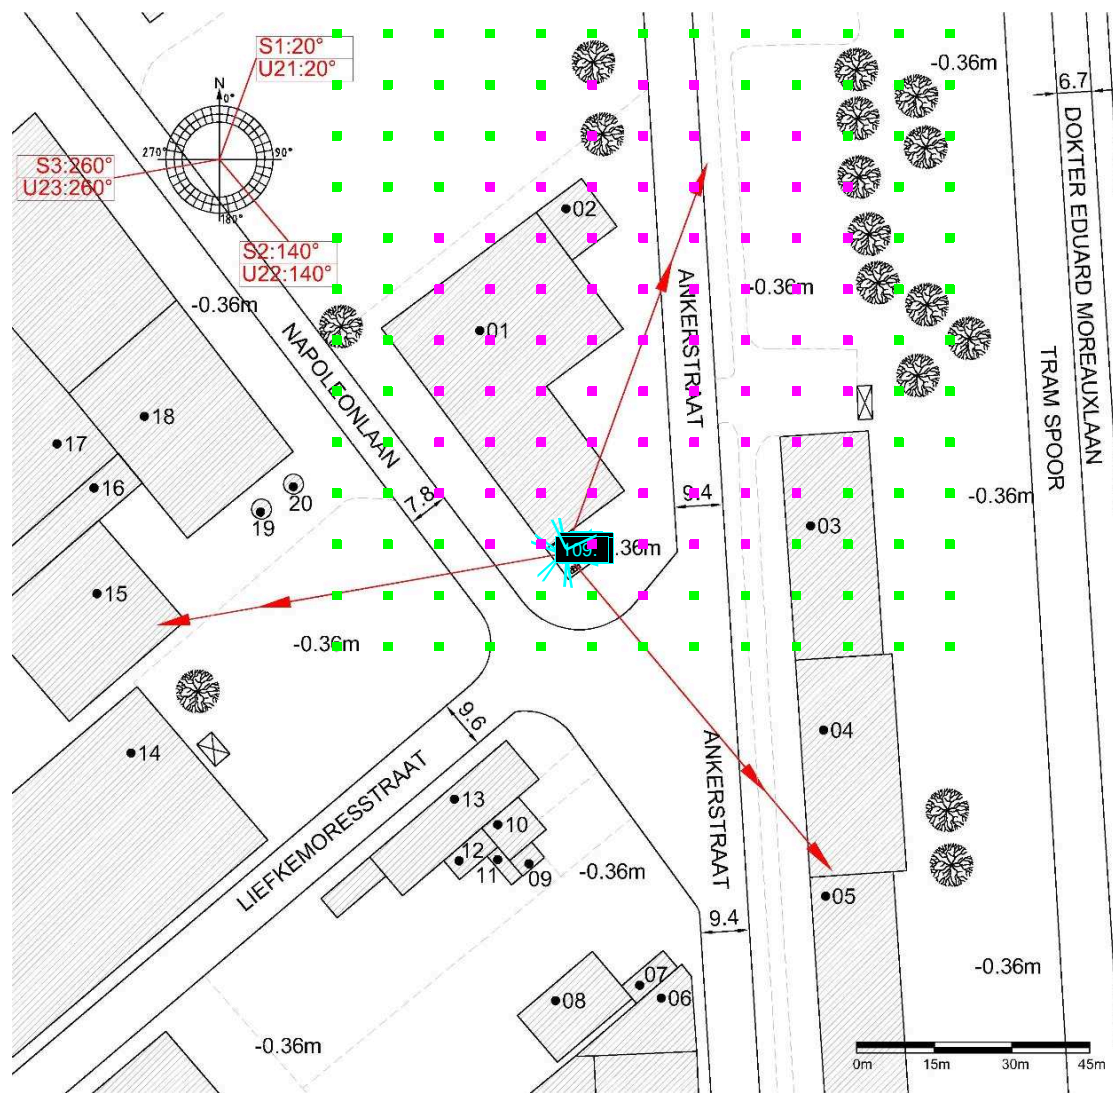 S1:20°
U21:20°
N
0°
270°
90°
180°
S3:260°
U23:260°
S2:140°
U22:140°
-0.36m
6.7
DOKTER EDUARD MOREAUXLAAN
TRAM SPOOR
02
-0.36m
-0.36m
01
NAPOLEONLAAN
ANKERSTRAAT
18
17
16
20
19
7.8
9.4
-0.36m
03
.36m
109.
15
-0.36m
9.6
04
14
13
LIEFKEMORESSTRAAT
ANKERSTRAAT
10
12
11
09
-0.36m
05
9.4
-0.36m
07
08
06
-0.36m
0m
15m
30m
45m